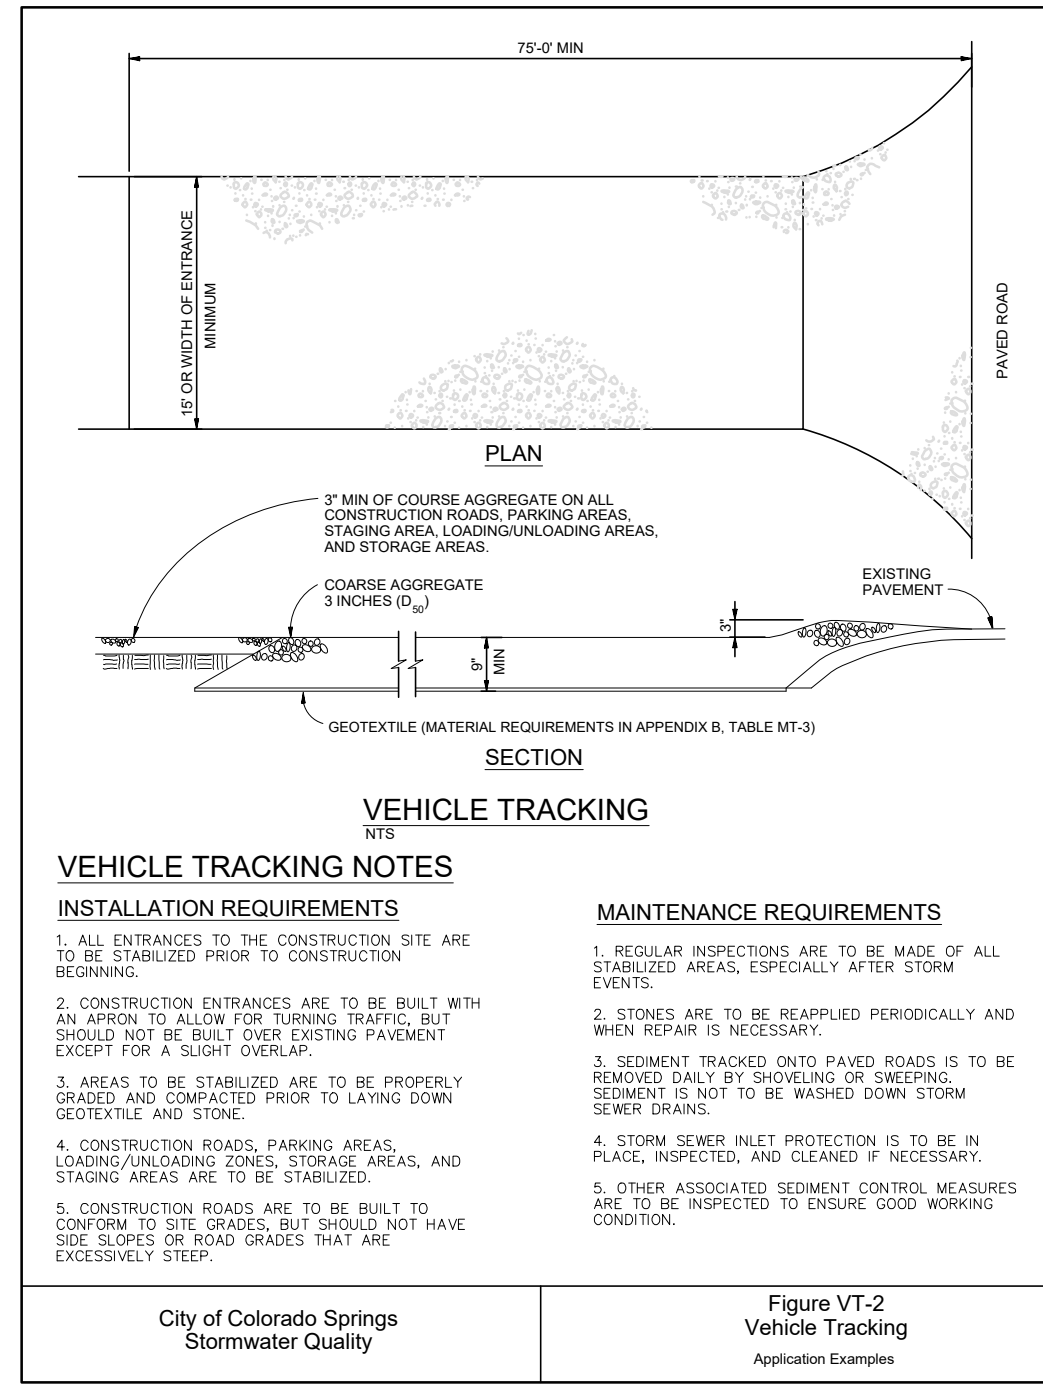 75'-0' MIN
15' OR WIDTH OF ENTRANCE
MINIMUM
PAVED ROAD
PLAN
3" MIN OF COURSE AGGREGATE ON ALL
CONSTRUCTION ROADS, PARKING AREAS,
STAGING AREA, LOADING/UNLOADING AREAS,
AND STORAGE AREAS.
COARSE AGGREGATE
3 INCHES (D50)
EXISTING
PAVEMENT
3"
9"
MIN
GEOTEXTILE (MATERIAL REQUIREMENTS IN APPENDIX B, TABLE MT-3)
SECTION
VEHICLE TRACKING
NTS
VEHICLE TRACKING NOTES
INSTALLATION REQUIREMENTS
1. ALL ENTRANCES TO THE CONSTRUCTION SITE ARE
TO BE STABILIZED PRIOR TO CONSTRUCTION
BEGINNING.
2. CONSTRUCTION ENTRANCES ARE TO BE BUILT WITH
AN APRON TO ALLOW FOR TURNING TRAFFIC, BUT
SHOULD NOT BE BUILT OVER EXISTING PAVEMENT
EXCEPT FOR A SLIGHT OVERLAP.
3. AREAS TO BE STABILIZED ARE TO BE PROPERLY
GRADED AND COMPACTED PRIOR TO LAYING DOWN
GEOTEXTILE AND STONE.
4. CONSTRUCTION ROADS, PARKING AREAS,
LOADING/UNLOADING ZONES, STORAGE AREAS, AND
STAGING AREAS ARE TO BE STABILIZED.
5. CONSTRUCTION ROADS ARE TO BE BUILT TO
CONFORM TO SITE GRADES, BUT SHOULD NOT HAVE
SIDE SLOPES OR ROAD GRADES THAT ARE
EXCESSIVELY STEEP.
MAINTENANCE REQUIREMENTS
1. REGULAR INSPECTIONS ARE TO BE MADE OF ALL
STABILIZED AREAS, ESPECIALLY AFTER STORM
EVENTS.
2. STONES ARE TO BE REAPPLIED PERIODICALLY AND
WHEN REPAIR IS NECESSARY.
3. SEDIMENT TRACKED ONTO PAVED ROADS IS TO BE
REMOVED DAILY BY SHOVELING OR SWEEPING.
SEDIMENT IS NOT TO BE WASHED DOWN STORM
SEWER DRAINS.
4. STORM SEWER INLET PROTECTION IS TO BE IN
PLACE, INSPECTED, AND CLEANED IF NECESSARY.
5. OTHER ASSOCIATED SEDIMENT CONTROL MEASURES
ARE TO BE INSPECTED TO ENSURE GOOD WORKING
CONDITION.
City of Colorado Springs
Stormwater Quality
Figure VT-2
Vehicle Tracking
Application Examples